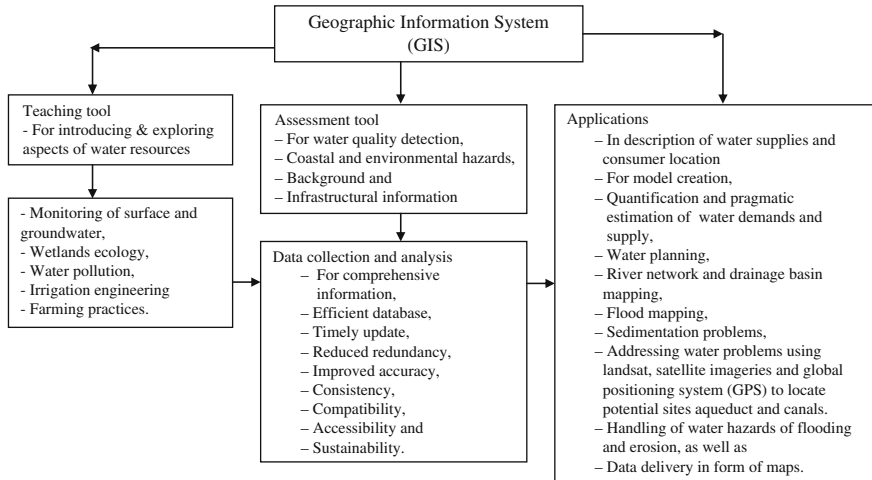 Geographic Information System
(GIS)
Teaching tool
- For introducing & exploring
aspects of water resources
- Monitoring of surface and
groundwater,
- Wetlands ecology,
- Water pollution,
- Irrigation engineering
- Farming practices.
Assessment tool
– For water quality detection,
– Coastal and environmental hazards,
– Background and
– Infrastructural information
Data collection and analysis
– For comprehensive
information,
– Efficient database,
– Timely update,
– Reduced redundancy,
– Improved accuracy,
– Consistency,
– Compatibility,
– Accessibility and
– Sustainability.
Applications
– In description of water supplies and
consumer location
– For model creation,
– Quantification and pragmatic
estimation of water demands and
supply,
– Water planning,
– River network and drainage basin
mapping,
– Flood mapping,
– Sedimentation problems,
– Addressing water problems using
landsat, satellite imageries and global
positioning system (GPS) to locate
potential sites aqueduct and canals.
– Handling of water hazards of flooding
and erosion, as well as
– Data delivery in form of maps.